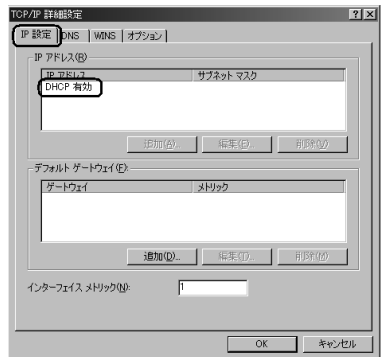 TCP/IP 詳細設定
IP 設定 DNS WINS オプション
IP アドレス(R)
IP アドレス サブネット マスク
DHCP 有効
追加(A)... 編集(E)... 削除(V)
デフォルト ゲートウェイ(F):
ゲートウェイ メトリック
追加(D)... 編集(T)... 削除(M)
インターフェイス メトリック(N): 1
OK キャンセル